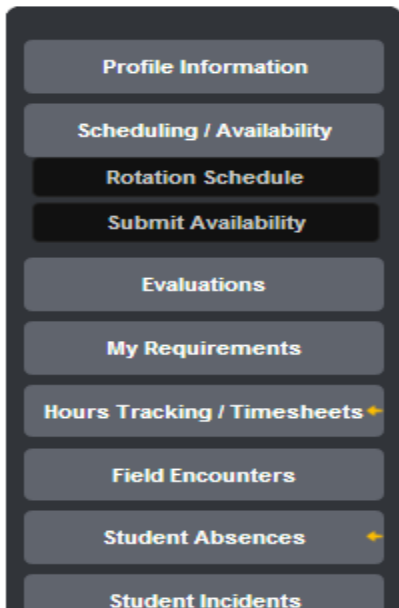 Profile Information
Scheduling / Availability
Rotation Schedule
Submit Availability
Evaluations
My Requirements
Hours Tracking / Timesheets
Field Encounters
Student Absences
Student Incidents